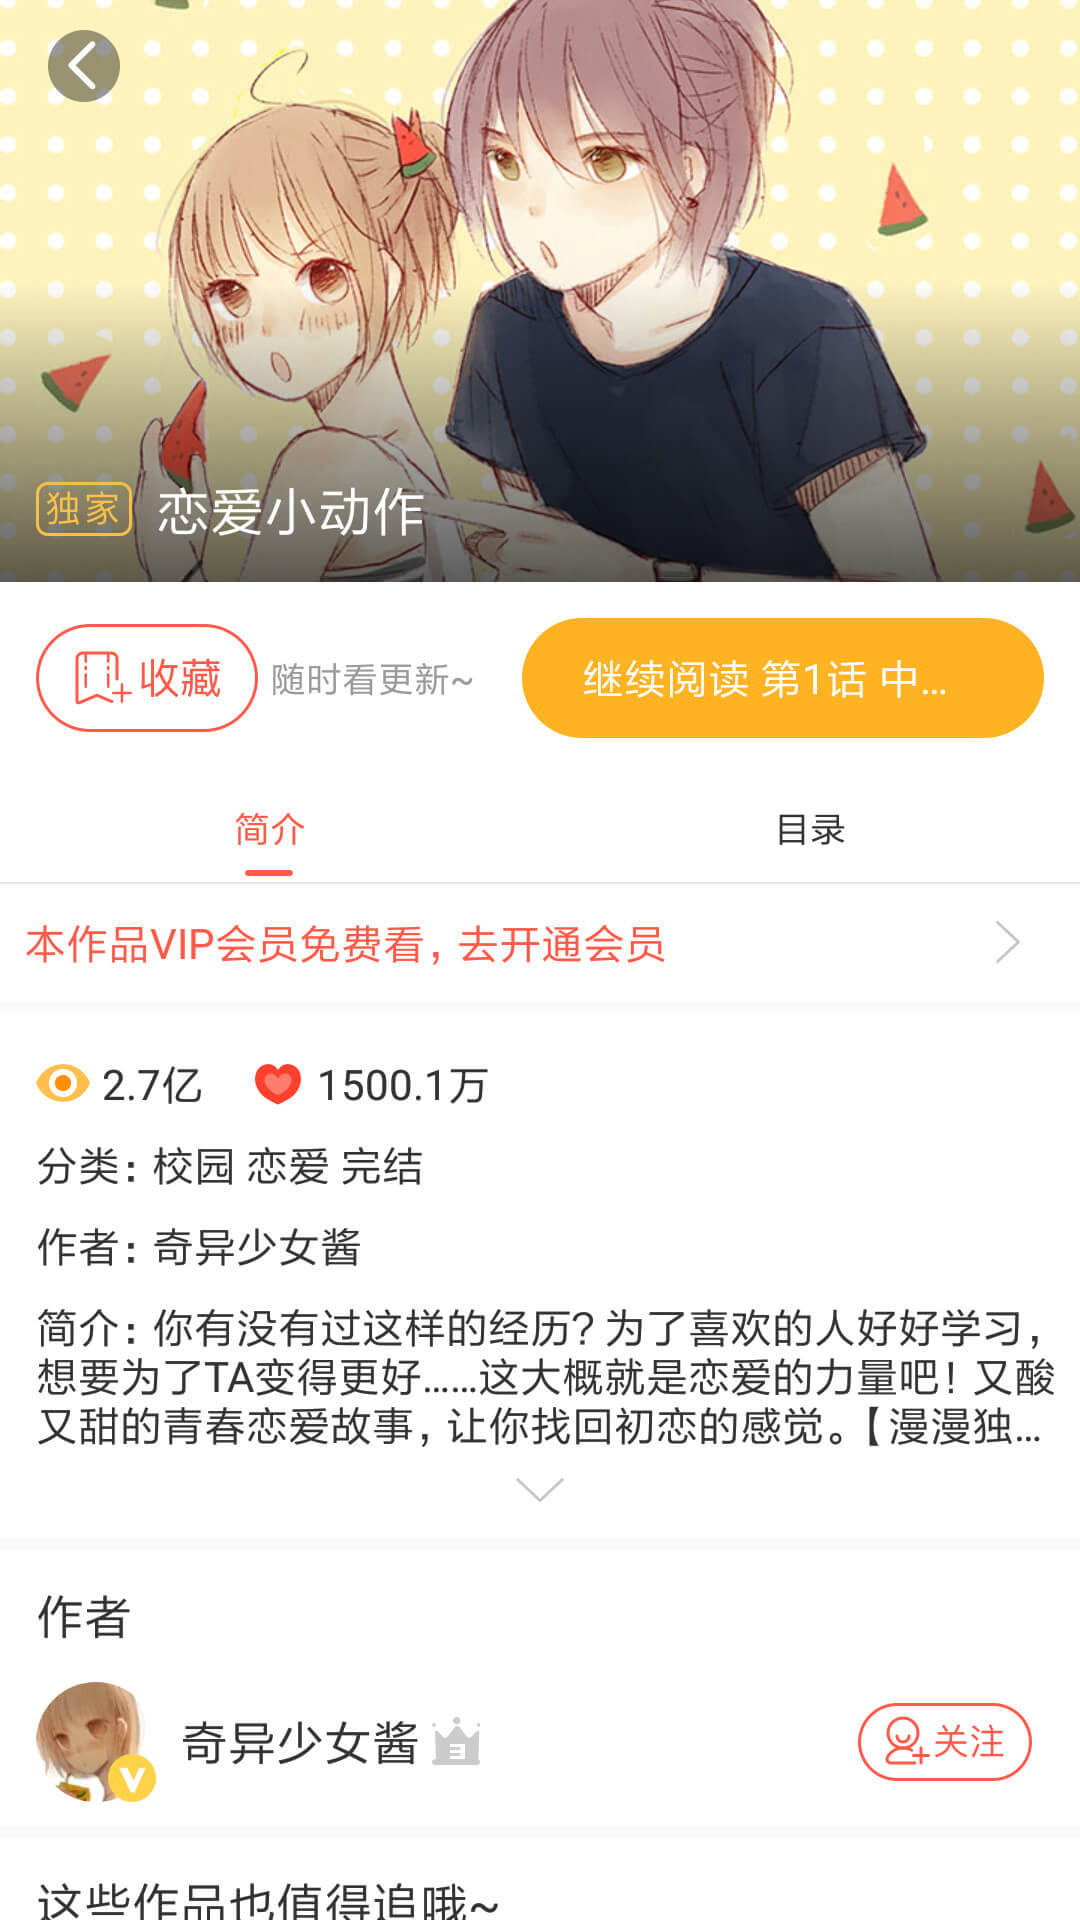 独家 恋爱小动作
收藏 随时看更新~ 继续阅读 第1话 中...
简介 目录
本作品VIP会员免费看，去开通会员
2.7亿 1500.1万
分类：校园 恋爱 完结
作者：奇异少女酱
简介：你有没有过这样的经历？为了喜欢的人好好学习，
想要为了TA变得更好......这大概就是恋爱的力量吧！又酸
又甜的青春恋爱故事，让你找回初恋的感觉。【漫漫独...
作者
奇异少女酱 3 关注
V
这些作品也值得追哦~